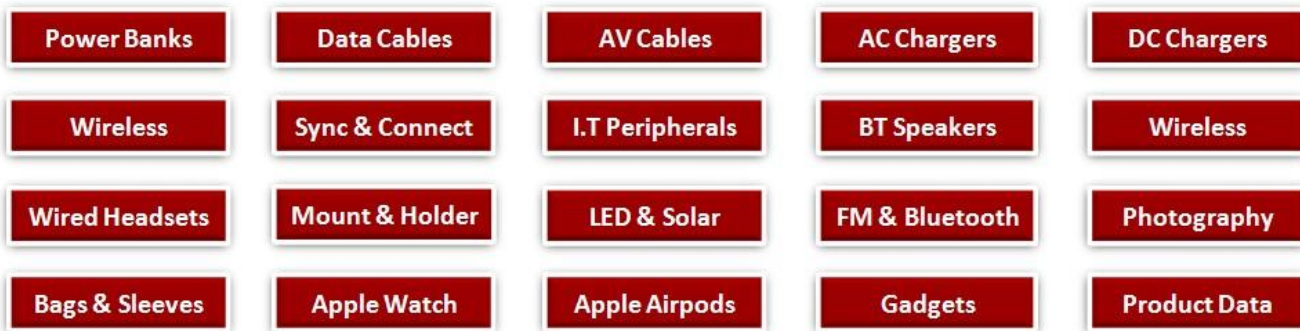 Power Banks
Data Cables
AV Cables
AC Chargers
DC Chargers
Wireless
Sync & Connect
I.T Peripherals
BT Speakers
Wireless
Wired Headsets
Mount & Holder
LED & Solar
FM & Bluetooth
Photography
Bags & Sleeves
Apple Watch
Apple Airpods
Gadgets
Product Data